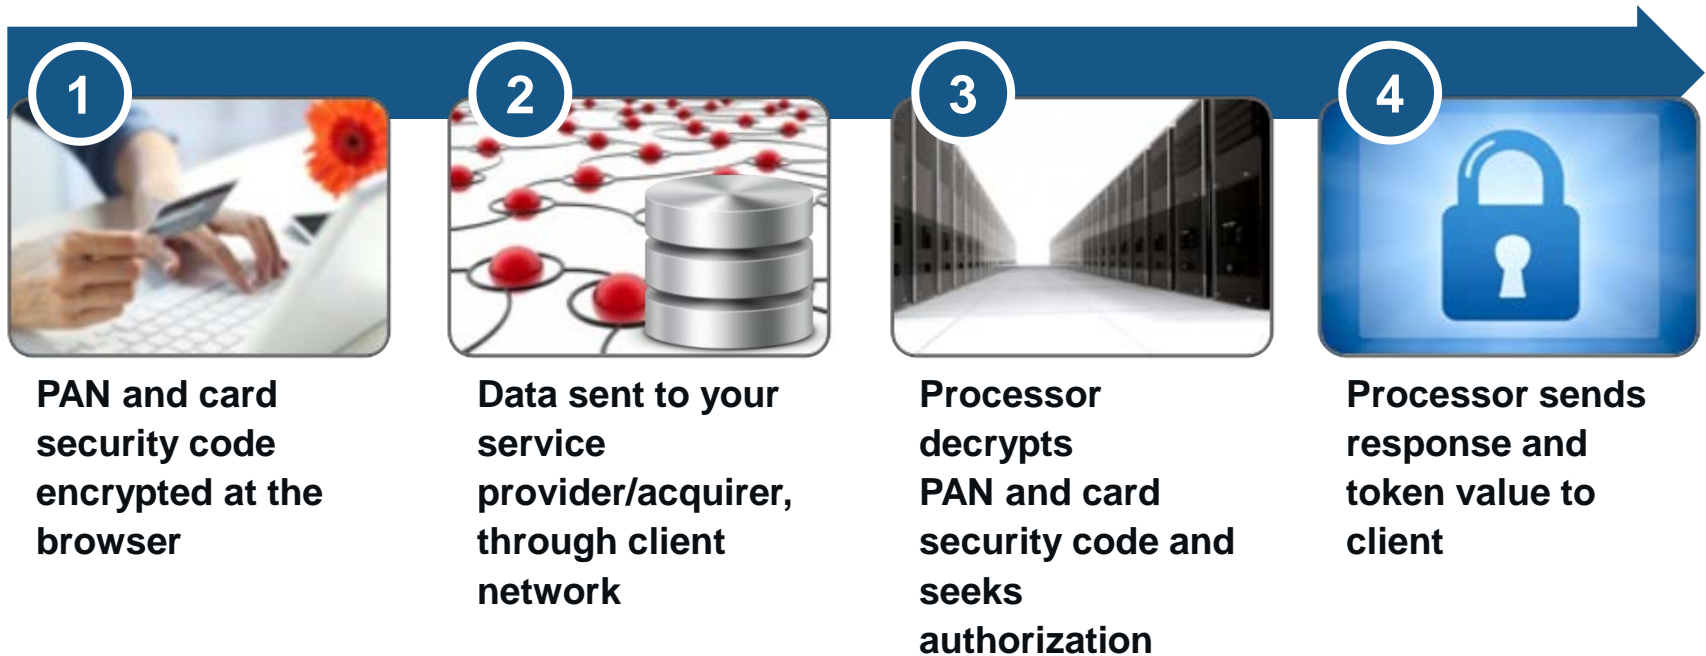 1
2
3
4
PAN and card
security code
encrypted at the
browser
Data sent to your
service
provider/acquirer,
through client
network
Processor
decrypts
PAN and card
security code and
seeks
authorization
Processor sends
response and
token value to
client